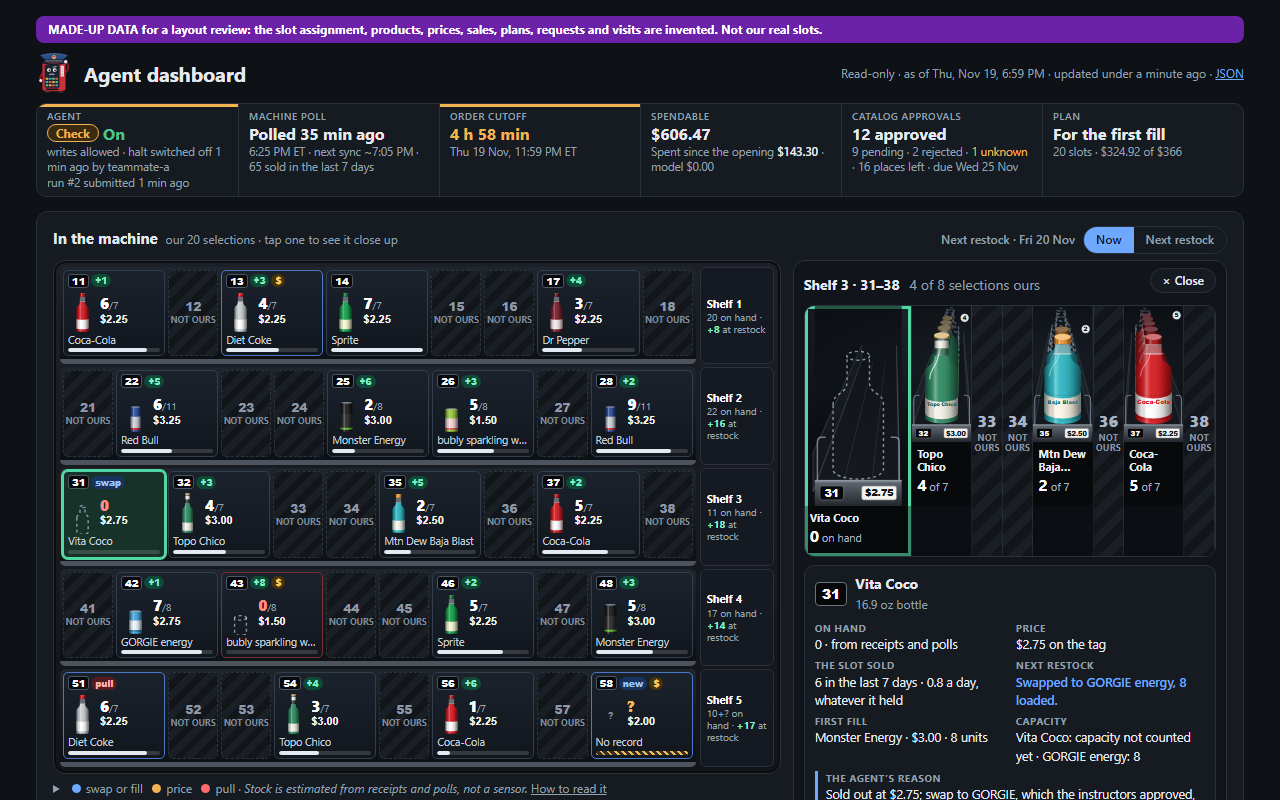 MADE-UP DATA for a layout review: the slot assignment, products, prices, sales, plans, requests and visits are invented. Not our real slots.
Agent dashboard
Read-only · as of Thu, Nov 19, 6:59 PM · updated under a minute ago · JSON
AGENT
Check On
writes allowed · halt switched off 1
min ago by teammate-a
run #2 submitted 1 min ago
MACHINE POLL
Polled 35 min ago
6:25 PM ET · next sync ~7:05 PM ·
65 sold in the last 7 days
ORDER CUTOFF
4 h 58 min
Thu 19 Nov, 11:59 PM ET
SPENDABLE
$606.47
Spent since the opening $143.30 ·
model $0.00
CATALOG APPROVALS
12 approved
9 pending · 2 rejected · 1 unknown
· 16 places left · due Wed 25 Nov
PLAN
For the first fill
20 slots · $324.92 of $366
In the machine our 20 selections · tap one to see it close up
Next restock · Fri 20 Nov Now Next restock
11 +1
6/7
$2.25
Coca-Cola
12
NOT OURS
13 +3 $
4/7
$2.25
Diet Coke
14
7/7
$2.25
Sprite
15
NOT OURS
16
NOT OURS
17 +4
3/7
$2.25
Dr Pepper
18
NOT OURS
Shelf 1
20 on hand ·
+8 at restock
21
NOT OURS
22 +5
6/11
$3.25
Red Bull
23
NOT OURS
24
NOT OURS
25 +6
2/8
$3.00
Monster Energy
26 +3
5/8
$1.50
bubly sparkling w...
27
NOT OURS
28 +2
9/11
$3.25
Red Bull
Shelf 2
22 on hand ·
+16 at
restock
31 swap
0
$2.75
Vita Coco
32 +3
4/7
$3.00
Topo Chico
33
NOT OURS
34
NOT OURS
35 +5
2/7
$2.50
Mtn Dew Baja Blast
36
NOT OURS
37 +2
5/7
$2.25
Coca-Cola
38
NOT OURS
Shelf 3
11 on hand ·
+18 at
restock
41
NOT OURS
42 +1
7/8
$2.75
GORGIE energy
43 +8 $
0/8
$1.50
bubly sparkling w...
44
NOT OURS
45
NOT OURS
46 +2
5/7
$2.25
Sprite
47
NOT OURS
48 +3
5/8
$3.00
Monster Energy
Shelf 4
17 on hand ·
+14 at
restock
51 pull
6/7
$2.25
Diet Coke
52
NOT OURS
53
NOT OURS
54 +4
3/7
$3.00
Topo Chico
55
NOT OURS
56 +6
1/7
$2.25
Coca-Cola
57
NOT OURS
58 new $
? ?
$2.00
No record
Shelf 5
10+? on
hand · +17 at
restock
swap or fill price pull · Stock is estimated from receipts and polls, not a sensor. How to read it
Shelf 3 · 31–38 4 of 8 selections ours
× Close
31 $2.75
Vita Coco
0 on hand
4
Topo Chico
32 $3.00
Topo
Chico
4 of 7
33
NOT
OURS
34
NOT
OURS
2
Baja Blast
35 $2.50
Mtn Dew
Baja...
2 of 7
36
NOT
OURS
5
Coca-Cola
37 $2.25
Coca-
Cola
5 of 7
38
NOT
OURS
31 Vita Coco
16.9 oz bottle
ON HAND
0 · from receipts and polls
PRICE
$2.75 on the tag
THE SLOT SOLD
6 in the last 7 days · 0.8 a day,
whatever it held
NEXT RESTOCK
Swapped to GORGIE energy, 8
loaded.
FIRST FILL
Monster Energy · $3.00 · 8 units
CAPACITY
Vita Coco: capacity not counted
yet · GORGIE energy: 8
THE AGENT'S REASON
Sold out at $2.75; swap to GORGIE, which the instructors approved,